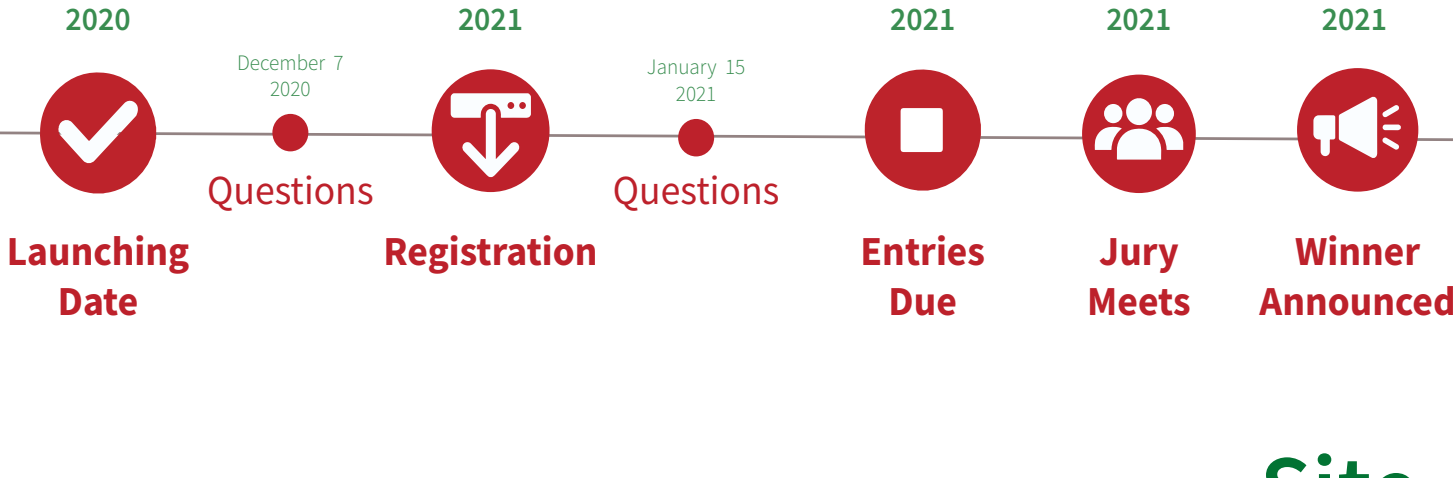 2020
2021
2021
2021
2021
December 7
2020
January 15
2021
Questions
Questions
Launching
Date
Registration
Entries
Due
Jury
Meets
Winner
Announced